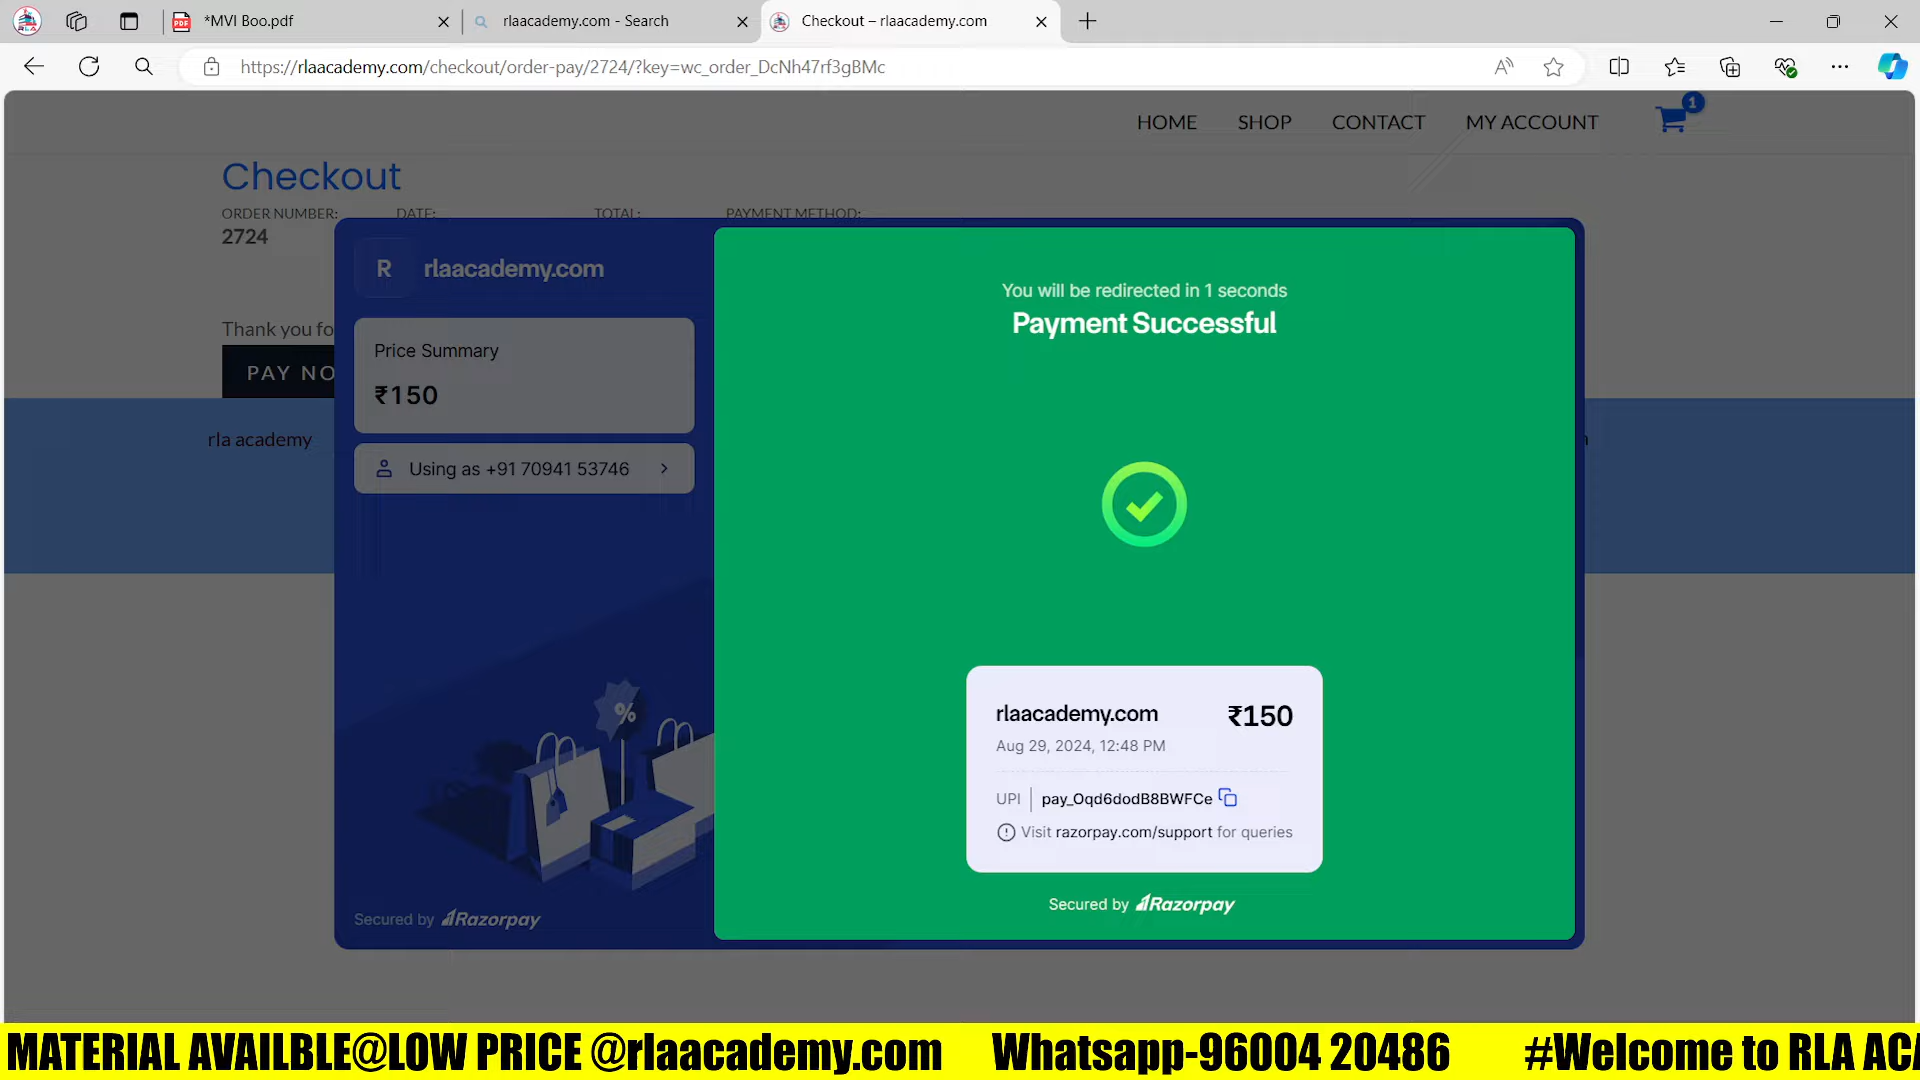 *MVI Boo.pdf
rlaacademy.com - Search
Checkout – rlaacademy.com
https://rlaacademy.com/checkout/order-pay/2724/?key=wc_order_DcNh47rf3gBMc
HOME
SHOP
CONTACT
MY ACCOUNT
1
Checkout
ORDER NUMBER:
2724
DATE:
TOTAL:
PAYMENT METHOD:
Thank you fo
PAY NO
rla academy
R
rlaacademy.com
Price Summary
₹150
Using as +91 70941 53746
%
Secured by Razorpay
You will be redirected in 1 seconds
Payment Successful
rlaacademy.com
₹150
Aug 29, 2024, 12:48 PM
UPI
pay_Oqd6dodB8BWFCe
Visit razorpay.com/support for queries
Secured by Razorpay
MATERIAL AVAILBLE@LOW PRICE @rlaacademy.com Whatsapp-96004 20486 #Welcome to RLA ACA